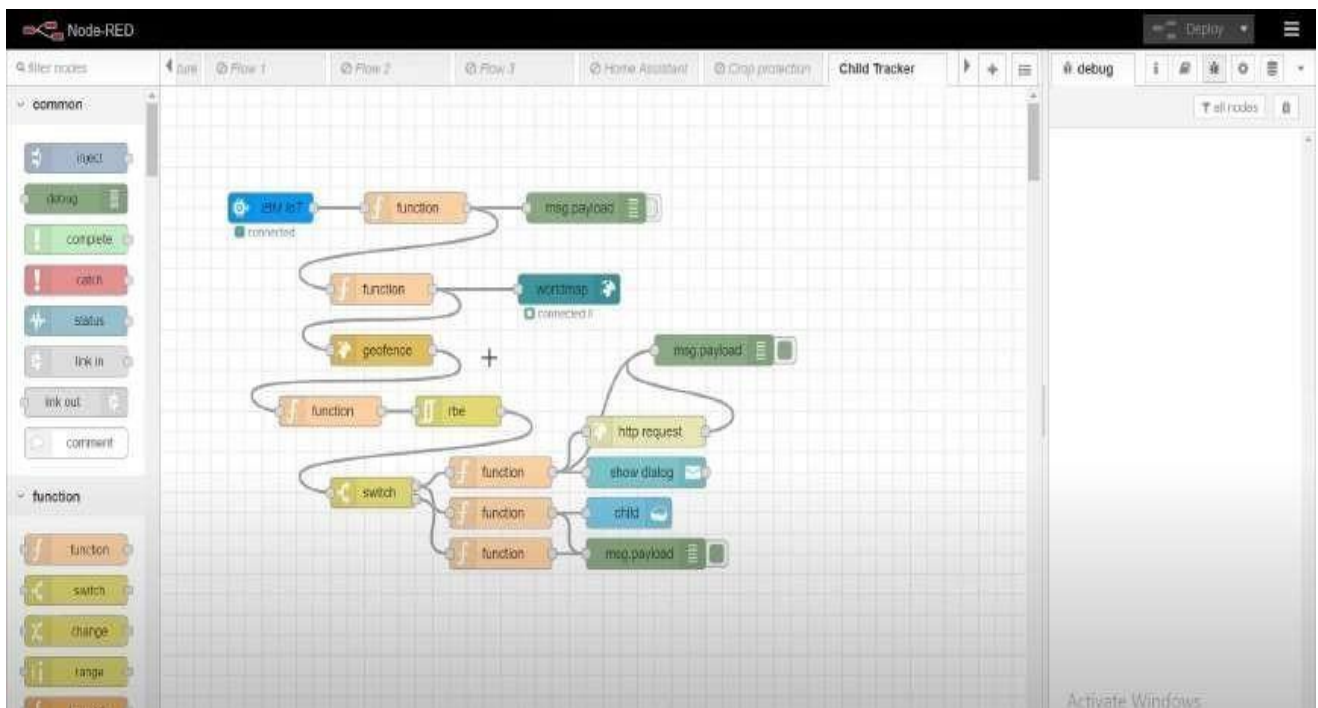 Node-RED
Deploy
filter nodes
Flow 1
Flow 2
Flow 3
Home Assistant
Crop protection
Child Tracker
debug
all nodes
common
inject
debug
complete
catch
status
link in
link out
comment
function
function
switch
change
range
IBM IoT
connected
function
msg.payload
function
worldmap
geofence
msg.payload
function
rbe
http request
switch
function
show dialog
function
child
function
msg.payload
Activate Windows